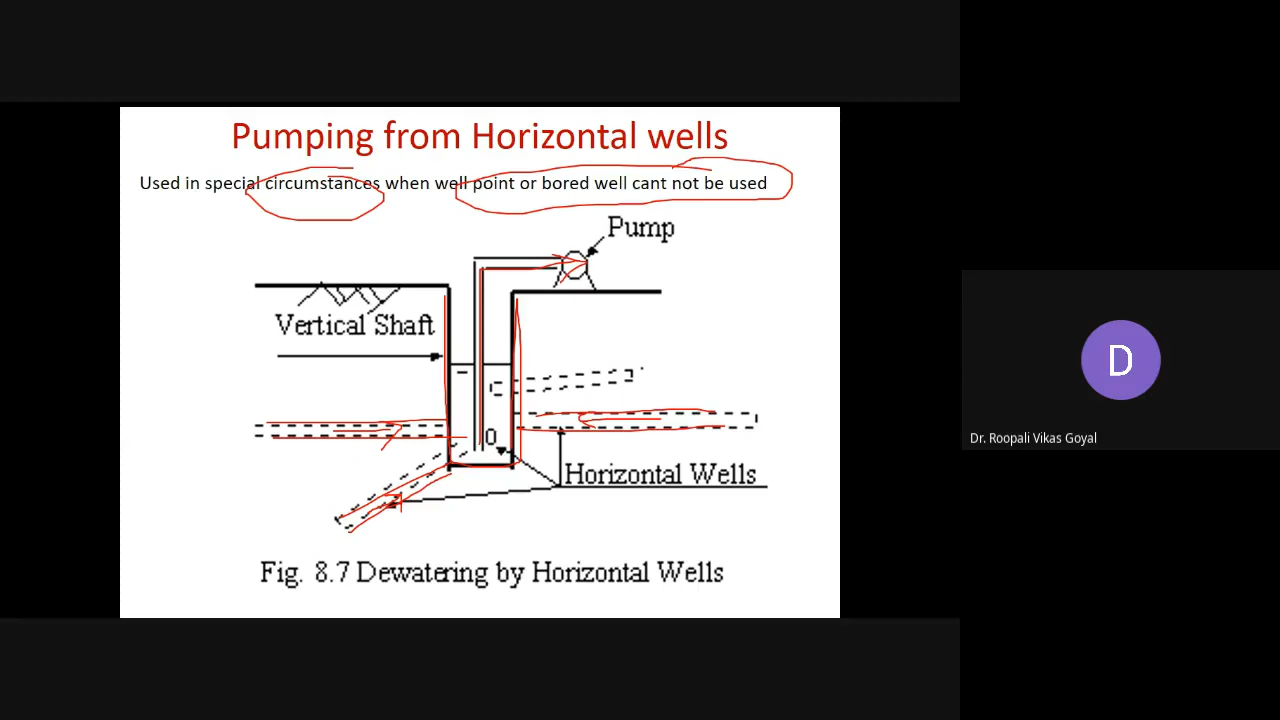 Pumping from Horizontal wells
Used in special circumstances when well point or bored well cant not be used
Pump
Vertical Shaft
Horizontal Wells
Fig. 8.7 Dewatering by Horizontal Wells
D
Dr. Roopali Vikas Goyal